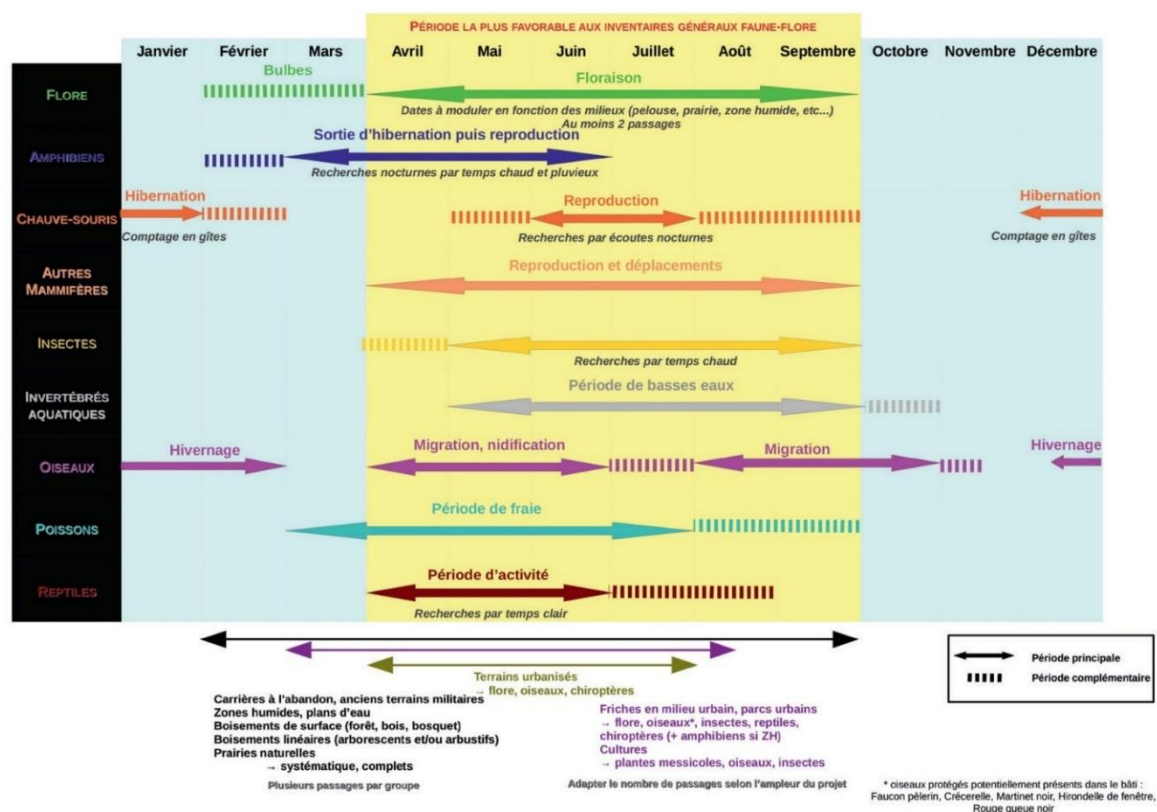 PÉRIODE LA PLUS FAVORABLE AUX INVENTAIRES GÉNÉRAUX FAUNE-FLORE
Janvier Février Mars Avril Mai Juin Juillet Août Septembre Octobre Novembre Décembre
FLORE
Bulbes
Floraison
Dates à moduler en fonction des milieux (pelouse, prairie, zone humide, etc...)
Au moins 2 passages
AMPHIBIENS
Sortie d'hibernation puis reproduction
Recherches nocturnes par temps chaud et pluvieux
CHAUVE-SOURIS
Hibernation
Comptage en gîtes
Reproduction
Recherches par écoutes nocturnes
Hibernation
Comptage en gîtes
AUTRES
MAMMIFÈRES
Reproduction et déplacements
INSECTES
Recherches par temps chaud
INVERTÉBRÉS
AQUATIQUES
Période de basses eaux
OISEAUX
Hivernage
Migration, nidification
Migration
Hivernage
POISSONS
Période de fraie
REPTILES
Période d'activité
Recherches par temps clair
Terrains urbanisés
→ flore, oiseaux, chiroptères
Carrières à l'abandon, anciens terrains militaires
Zones humides, plans d'eau
Boisements de surface (forêt, bois, bosquet)
Boisements linéaires (arborescents et/ou arbustifs)
Prairies naturelles
→ systématique, complets
Plusieurs passages par groupe
Friches en milieu urbain, parcs urbains
→ flore, oiseaux*, insectes, reptiles,
chiroptères (+ amphibiens si ZH)
Cultures
→ plantes messicoles, oiseaux, insectes
Adapter le nombre de passages selon l'ampleur du projet
Période principale
Période complémentaire
* oiseaux protégés potentiellement présents dans le bâti :
Faucon pèlerin, Crécerelle, Martinet noir, Hirondelle de fenêtre,
Rouge queue noir